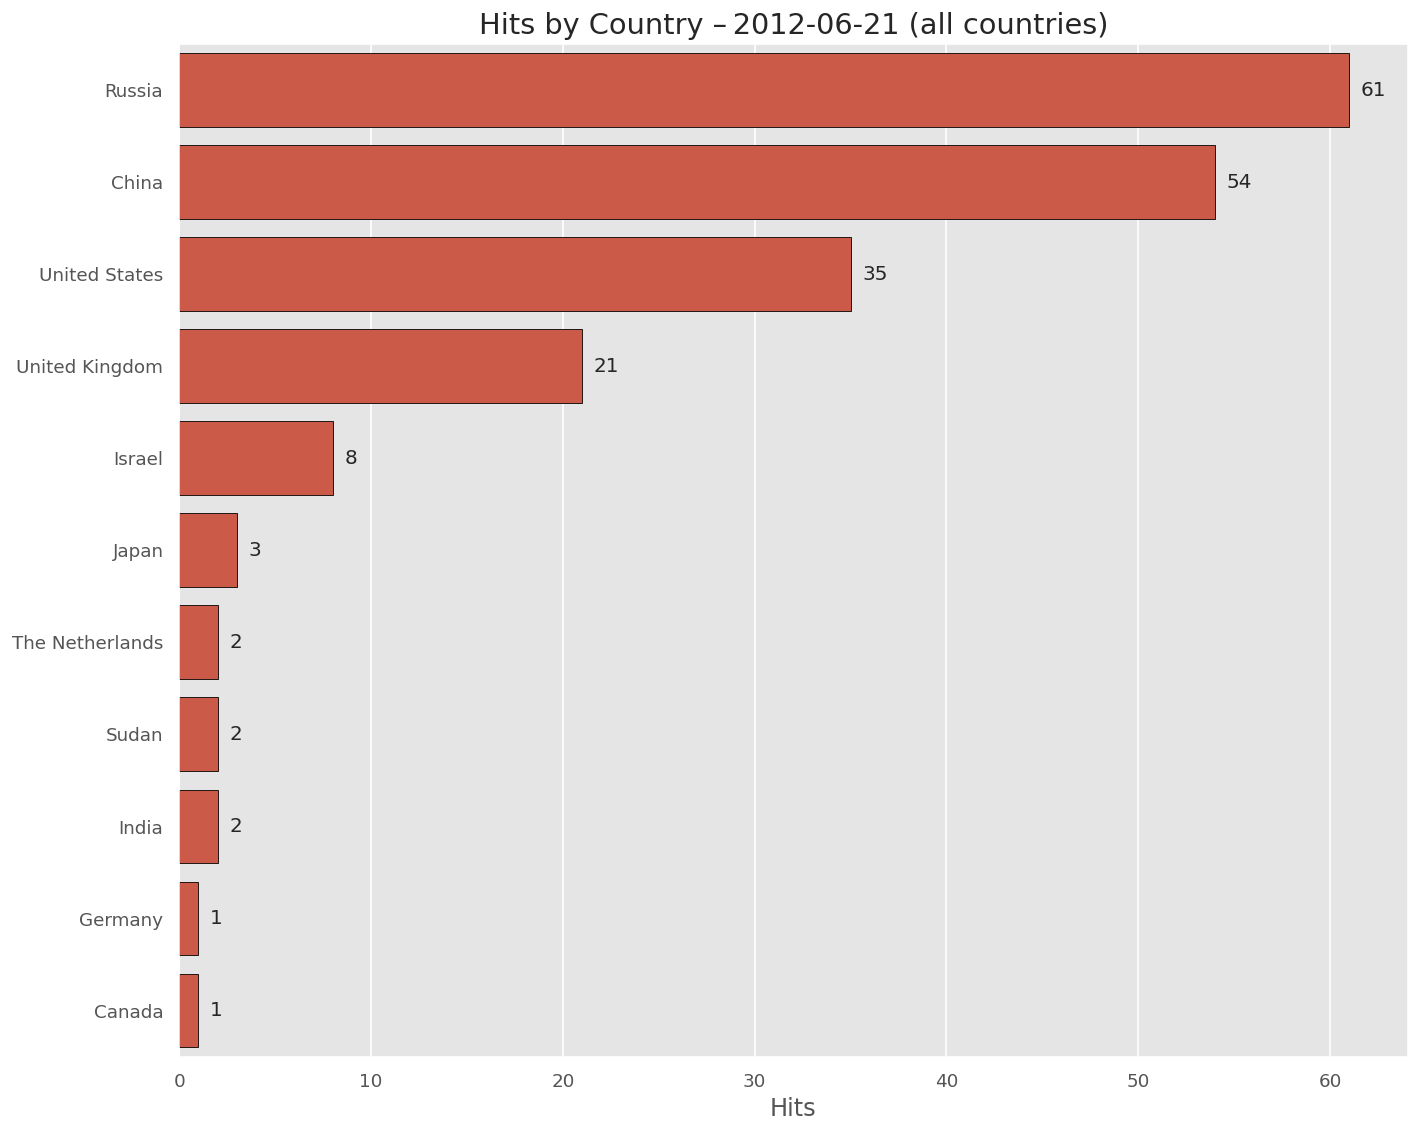 Hits by Country – 2012-06-21 (all countries)
Russia 61
China 54
United States 35
United Kingdom 21
Israel 8
Japan 3
The Netherlands 2
Sudan 2
India 2
Germany 1
Canada 1
0 10 20 30 40 50 60
Hits